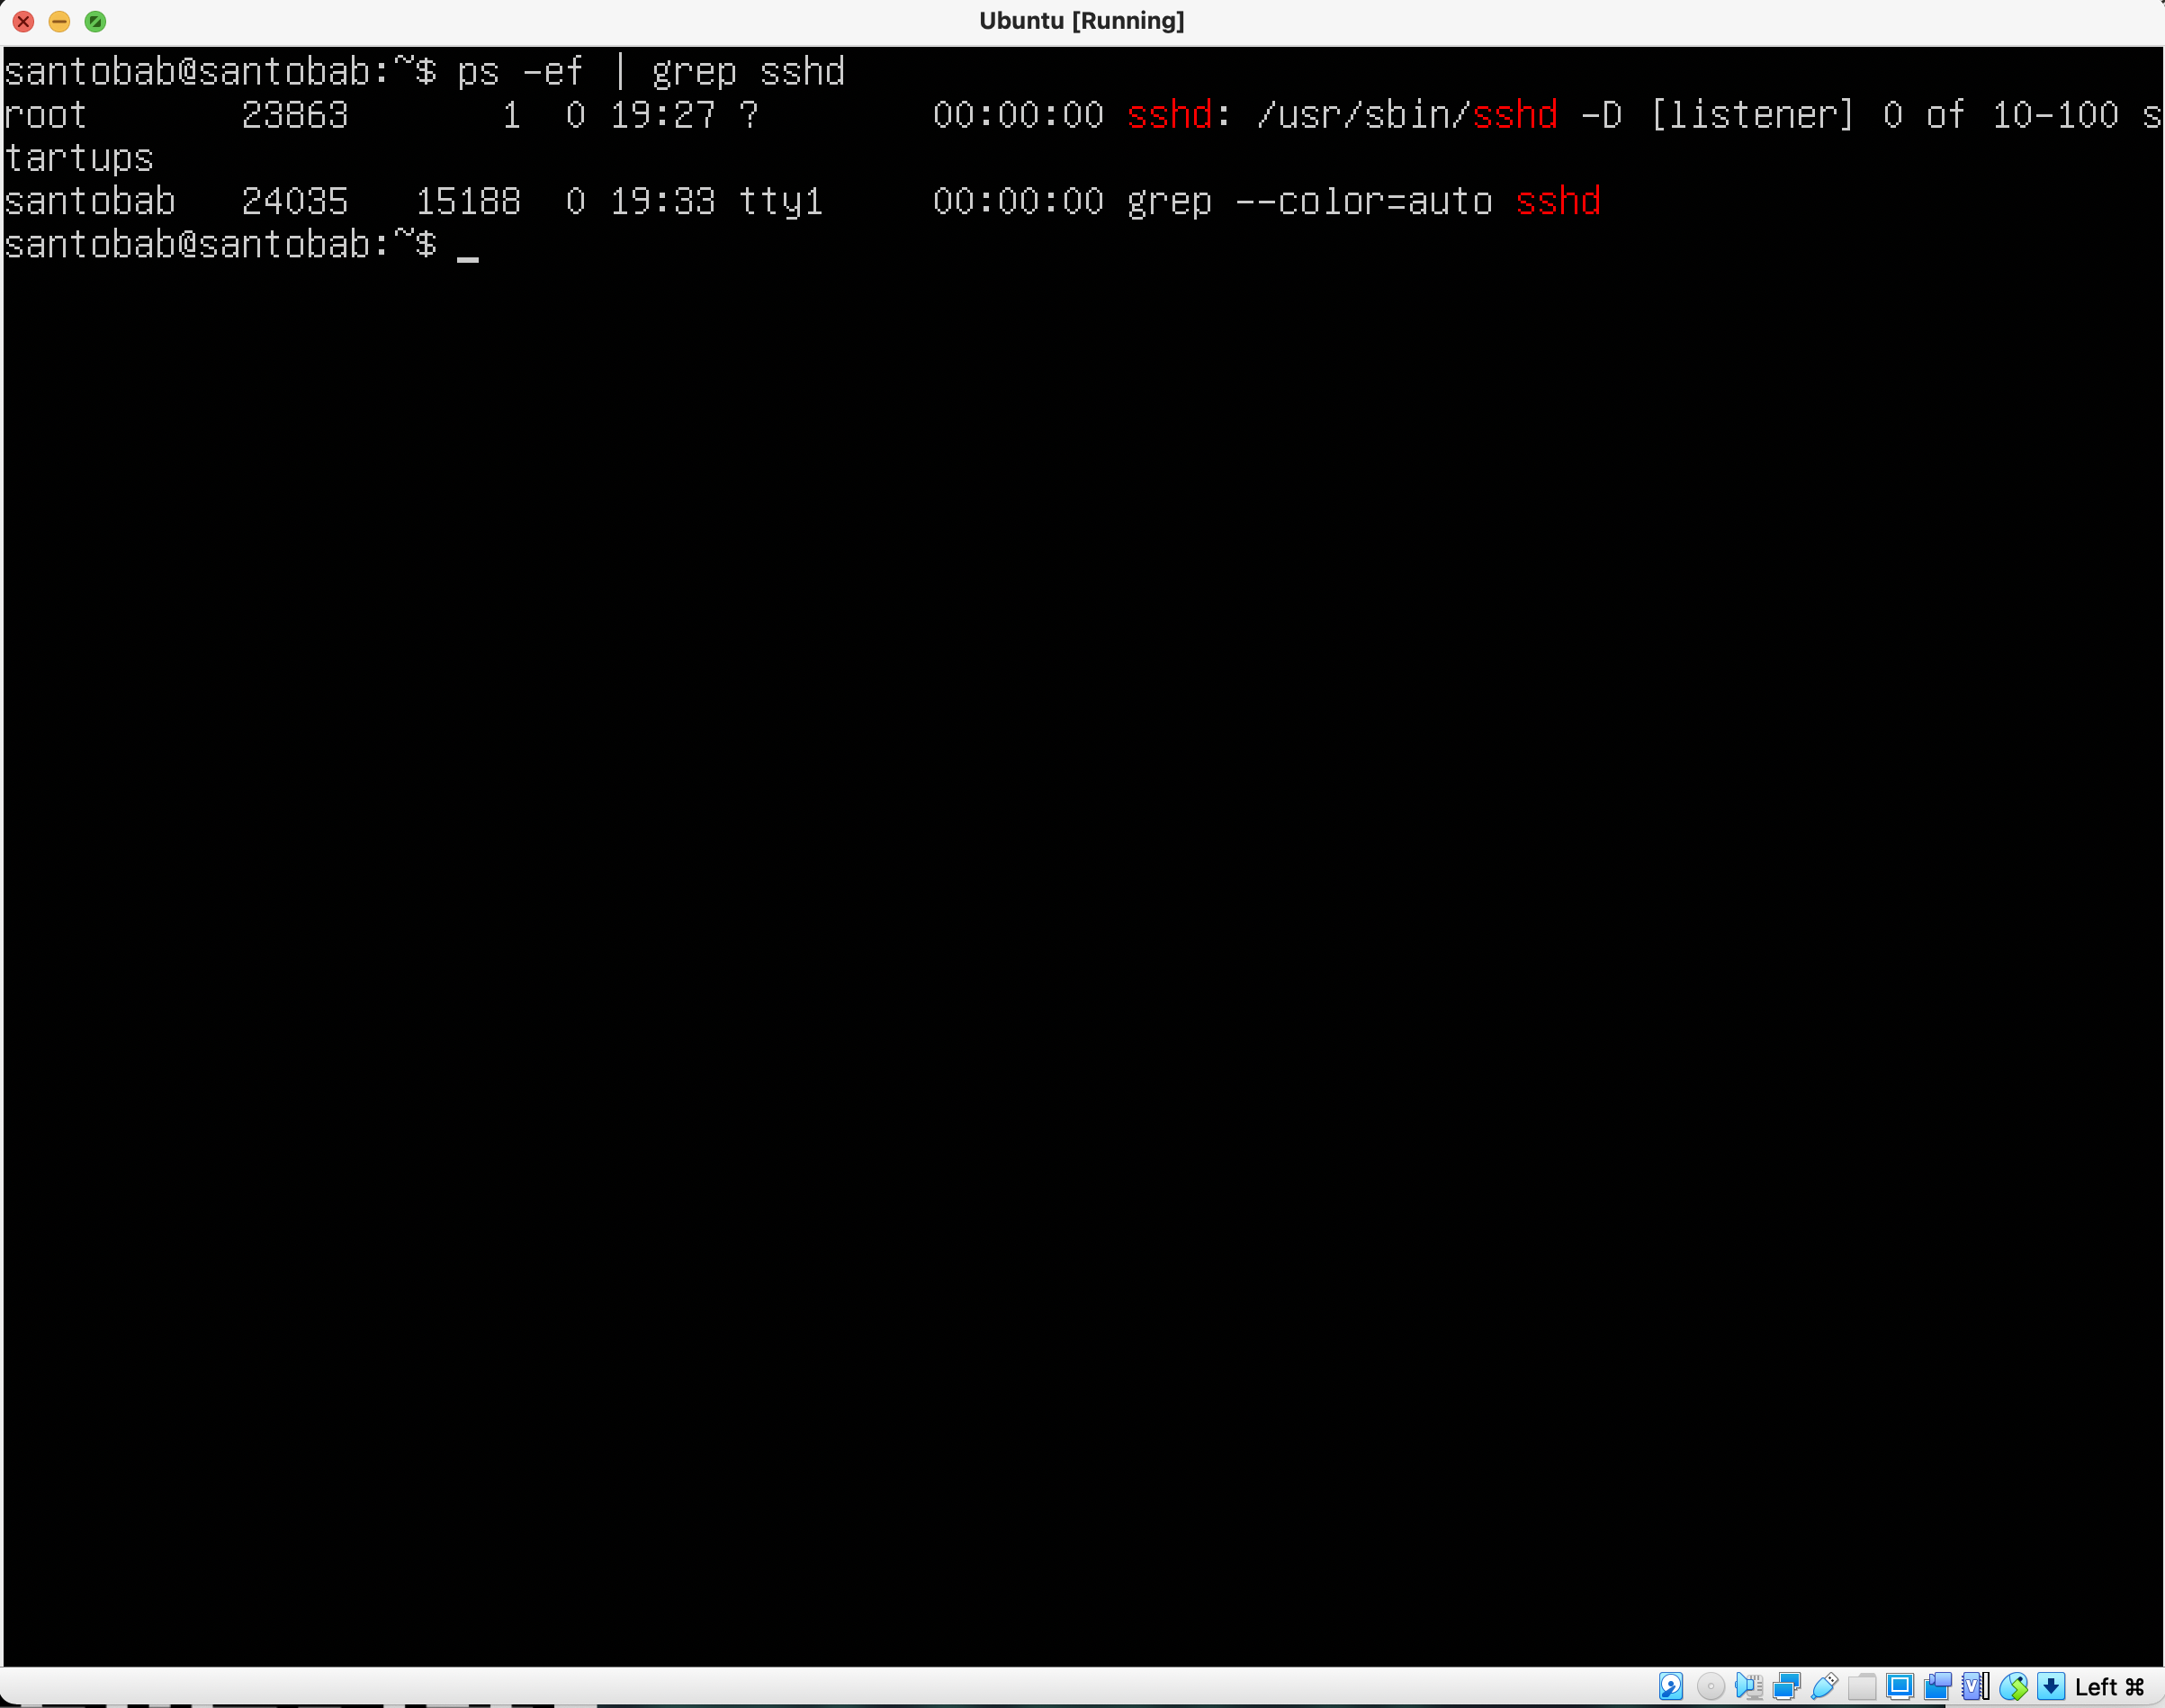 Ubuntu [Running]
santobab@santobab:~$ ps -ef | grep sshd
root       23863       1  0 19:27 ?        00:00:00 sshd: /usr/sbin/sshd -D [listener] 0 of 10-100 s
tartups
santobab   24035   15188  0 19:33 tty1     00:00:00 grep --color=auto sshd
santobab@santobab:~$ _
Left ⌘